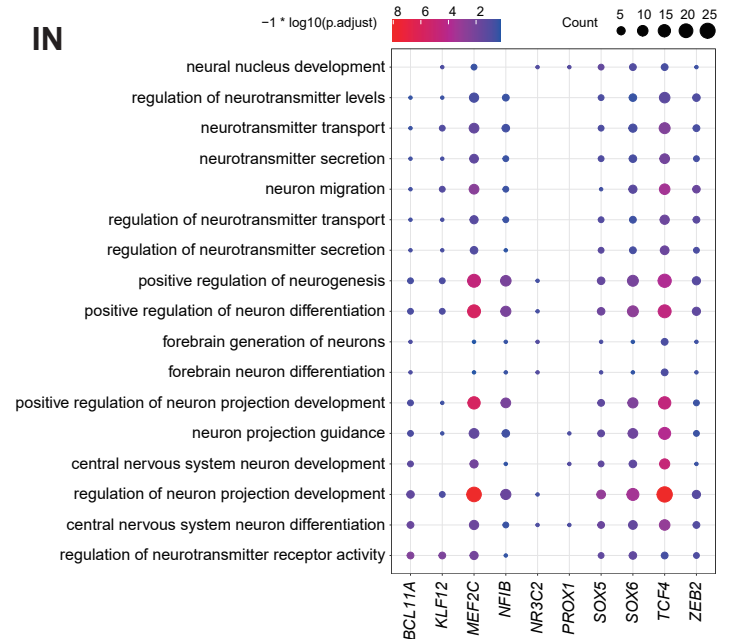 IN
−1 * log10(p.adjust)
8 6 4 2
Count
5 10 15 20 25
neural nucleus development
regulation of neurotransmitter levels
neurotransmitter transport
neurotransmitter secretion
neuron migration
regulation of neurotransmitter transport
regulation of neurotransmitter secretion
positive regulation of neurogenesis
positive regulation of neuron differentiation
forebrain generation of neurons
forebrain neuron differentiation
positive regulation of neuron projection development
neuron projection guidance
central nervous system neuron development
regulation of neuron projection development
central nervous system neuron differentiation
regulation of neurotransmitter receptor activity
BCL11A
KLF12
MEF2C
NFIB
NR3C2
PROX1
SOX5
SOX6
TCF4
ZEB2